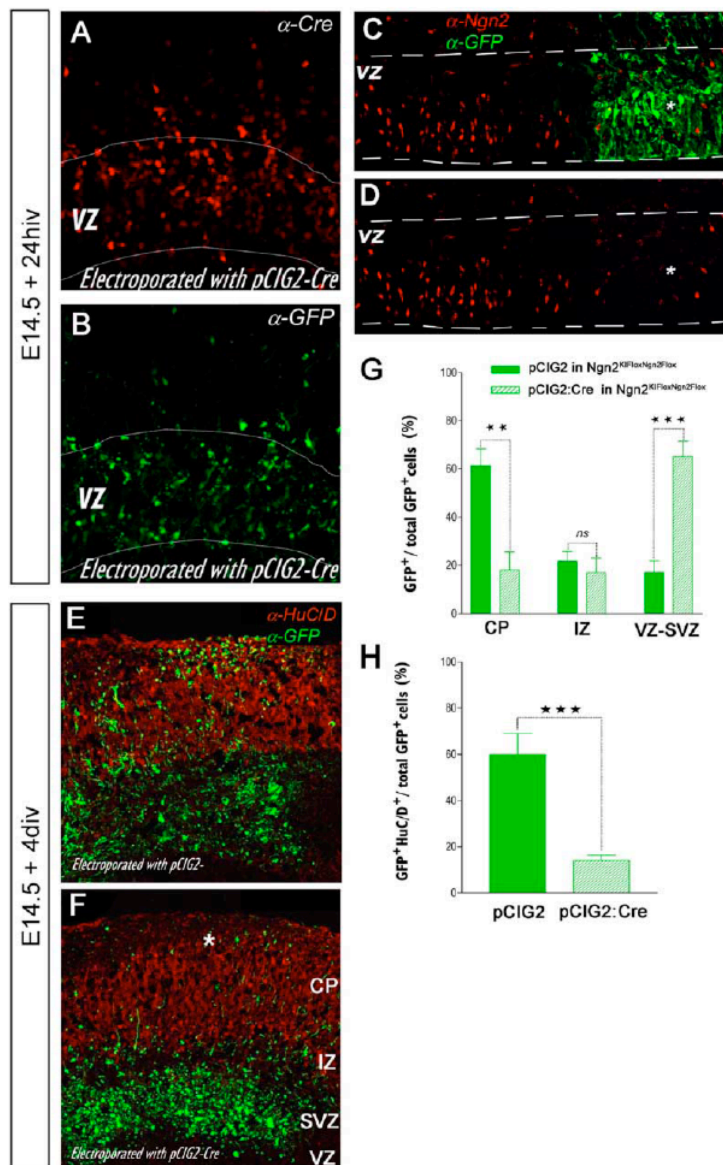 E14.5 + 24hiv
A
α-Cre
VZ
Electroporated with pCIG2-Cre
B
α-GFP
VZ
Electroporated with pCIG2-Cre
C
α-Ngn2
α-GFP
VZ
*
D
VZ
*
G
pCIG2 in Ngn2KIFloxNgn2Flox
pCIG2:Cre in Ngn2KIFloxNgn2Flox
GFP+/ total GFP+cells (%)
100
80
60
40
20
0
★★
ns
★★★
CP
IZ
VZ-SVZ
E14.5 + 4div
E
α-HuC/D
α-GFP
Electroporated with pCIG2-
F
*
CP
IZ
SVZ
VZ
Electroporated with pCIG2-Cre
H
GFP+HuC/D+/ total GFP+cells (%)
100
80
60
40
20
0
★★★
pCIG2
pCIG2:Cre